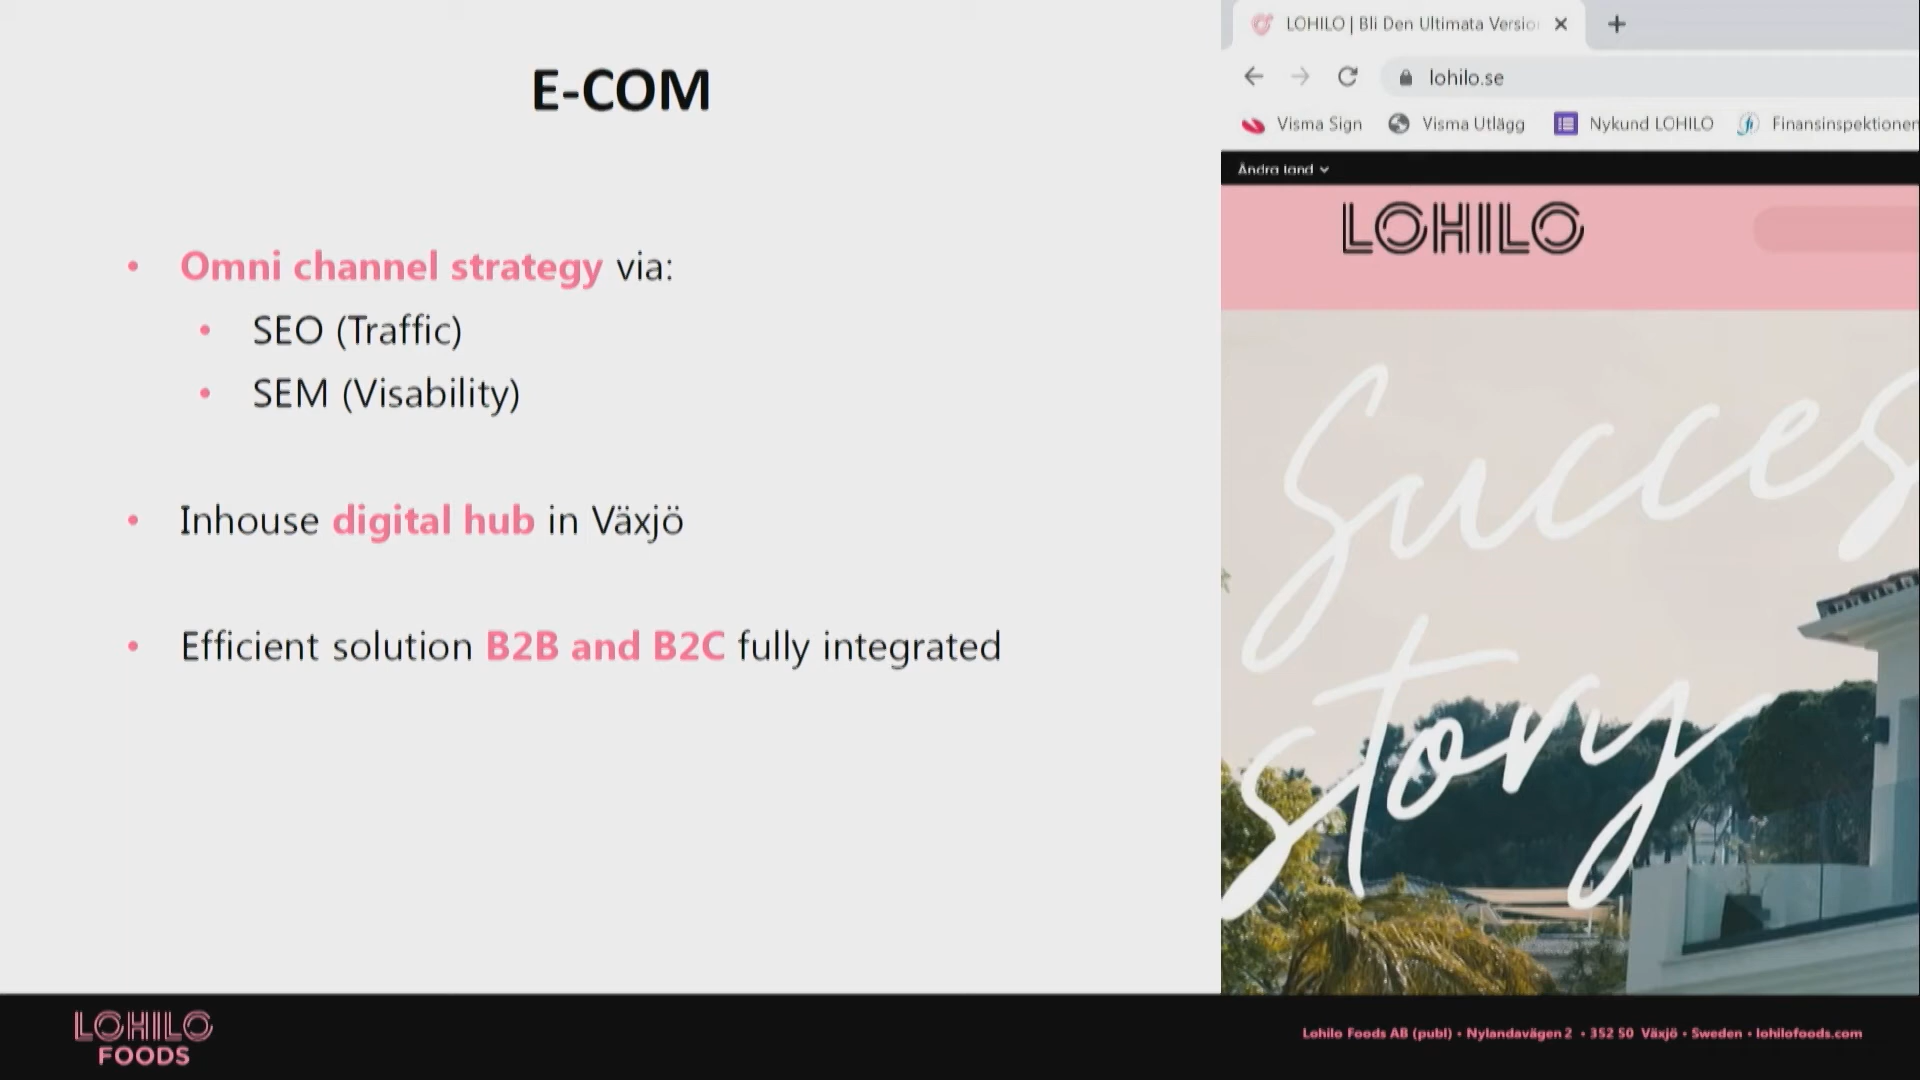 E-COM
• Omni channel strategy via:
• SEO (Traffic)
• SEM (Visability)
• Inhouse digital hub in Växjö
• Efficient solution B2B and B2C fully integrated
LOHILO | Bli Den Ultimata Versio
lohilo.se
Visma Sign Visma Utlägg Nykund LOHILO Finansinspektionen
Ändra land
LOHILO
Succes
story
LOHILO
FOODS
Lohilo Foods AB (publ) • Nylandavägen 2 • 352 50 Växjö • Sweden • lohilofoods.com